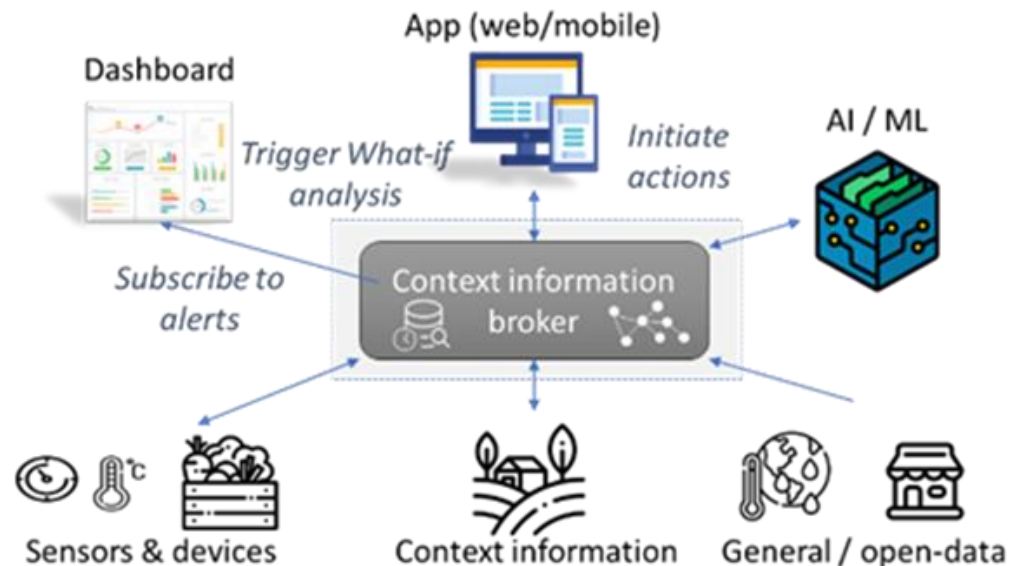 App (web/mobile)
Dashboard
AI / ML
Trigger What-if
analysis
Initiate
actions
Subscribe to
alerts
Context information
broker
°C
Sensors & devices
Context information
General / open-data